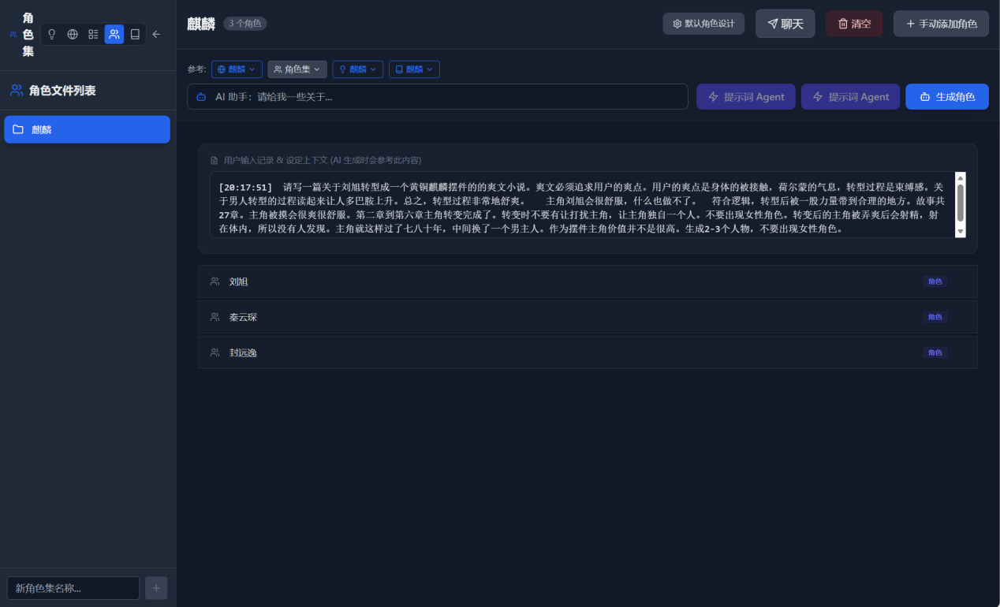 角色集
角色文件列表
麒麟
新角色集名称...
麒麟 3 个角色
默认角色设计
聊天
清空
手动添加角色
参考: 麒麟 角色集 麒麟 麒麟
AI 助手：请给我一些关于...
提示词 Agent
提示词 Agent
生成角色
用户输入记录 & 设定上下文 (AI 生成时会参考此内容)
[20:17:51] 请写一篇关于刘旭转型成一个黄铜麒麟摆件的的爽文小说。爽文必须追求用户的爽点。用户的爽点是身体的被接触，荷尔蒙的气息，转型过程是束缚感。关
于男人转型的过程读起来让人多巴胺上升。总之，转型过程非常地舒爽。 主角刘旭会很舒服，什么也做不了。 符合逻辑，转型后被一股力量带到合理的地方。故事共
27章。主角被摸会很爽很舒服。第二章到第六章主角转变完成了。转变时不要有让打扰主角，让主角独自一个人。不要出现女性角色。转变后的主角被弄爽后会射精，射
在体内，所以没有人发现。主角就这样过了七八十年，中间换了一个男主人。作为摆件主角价值并不是很高。生成2-3个人物，不要出现女性角色。
刘旭 角色
秦云琛 角色
封远逸 角色